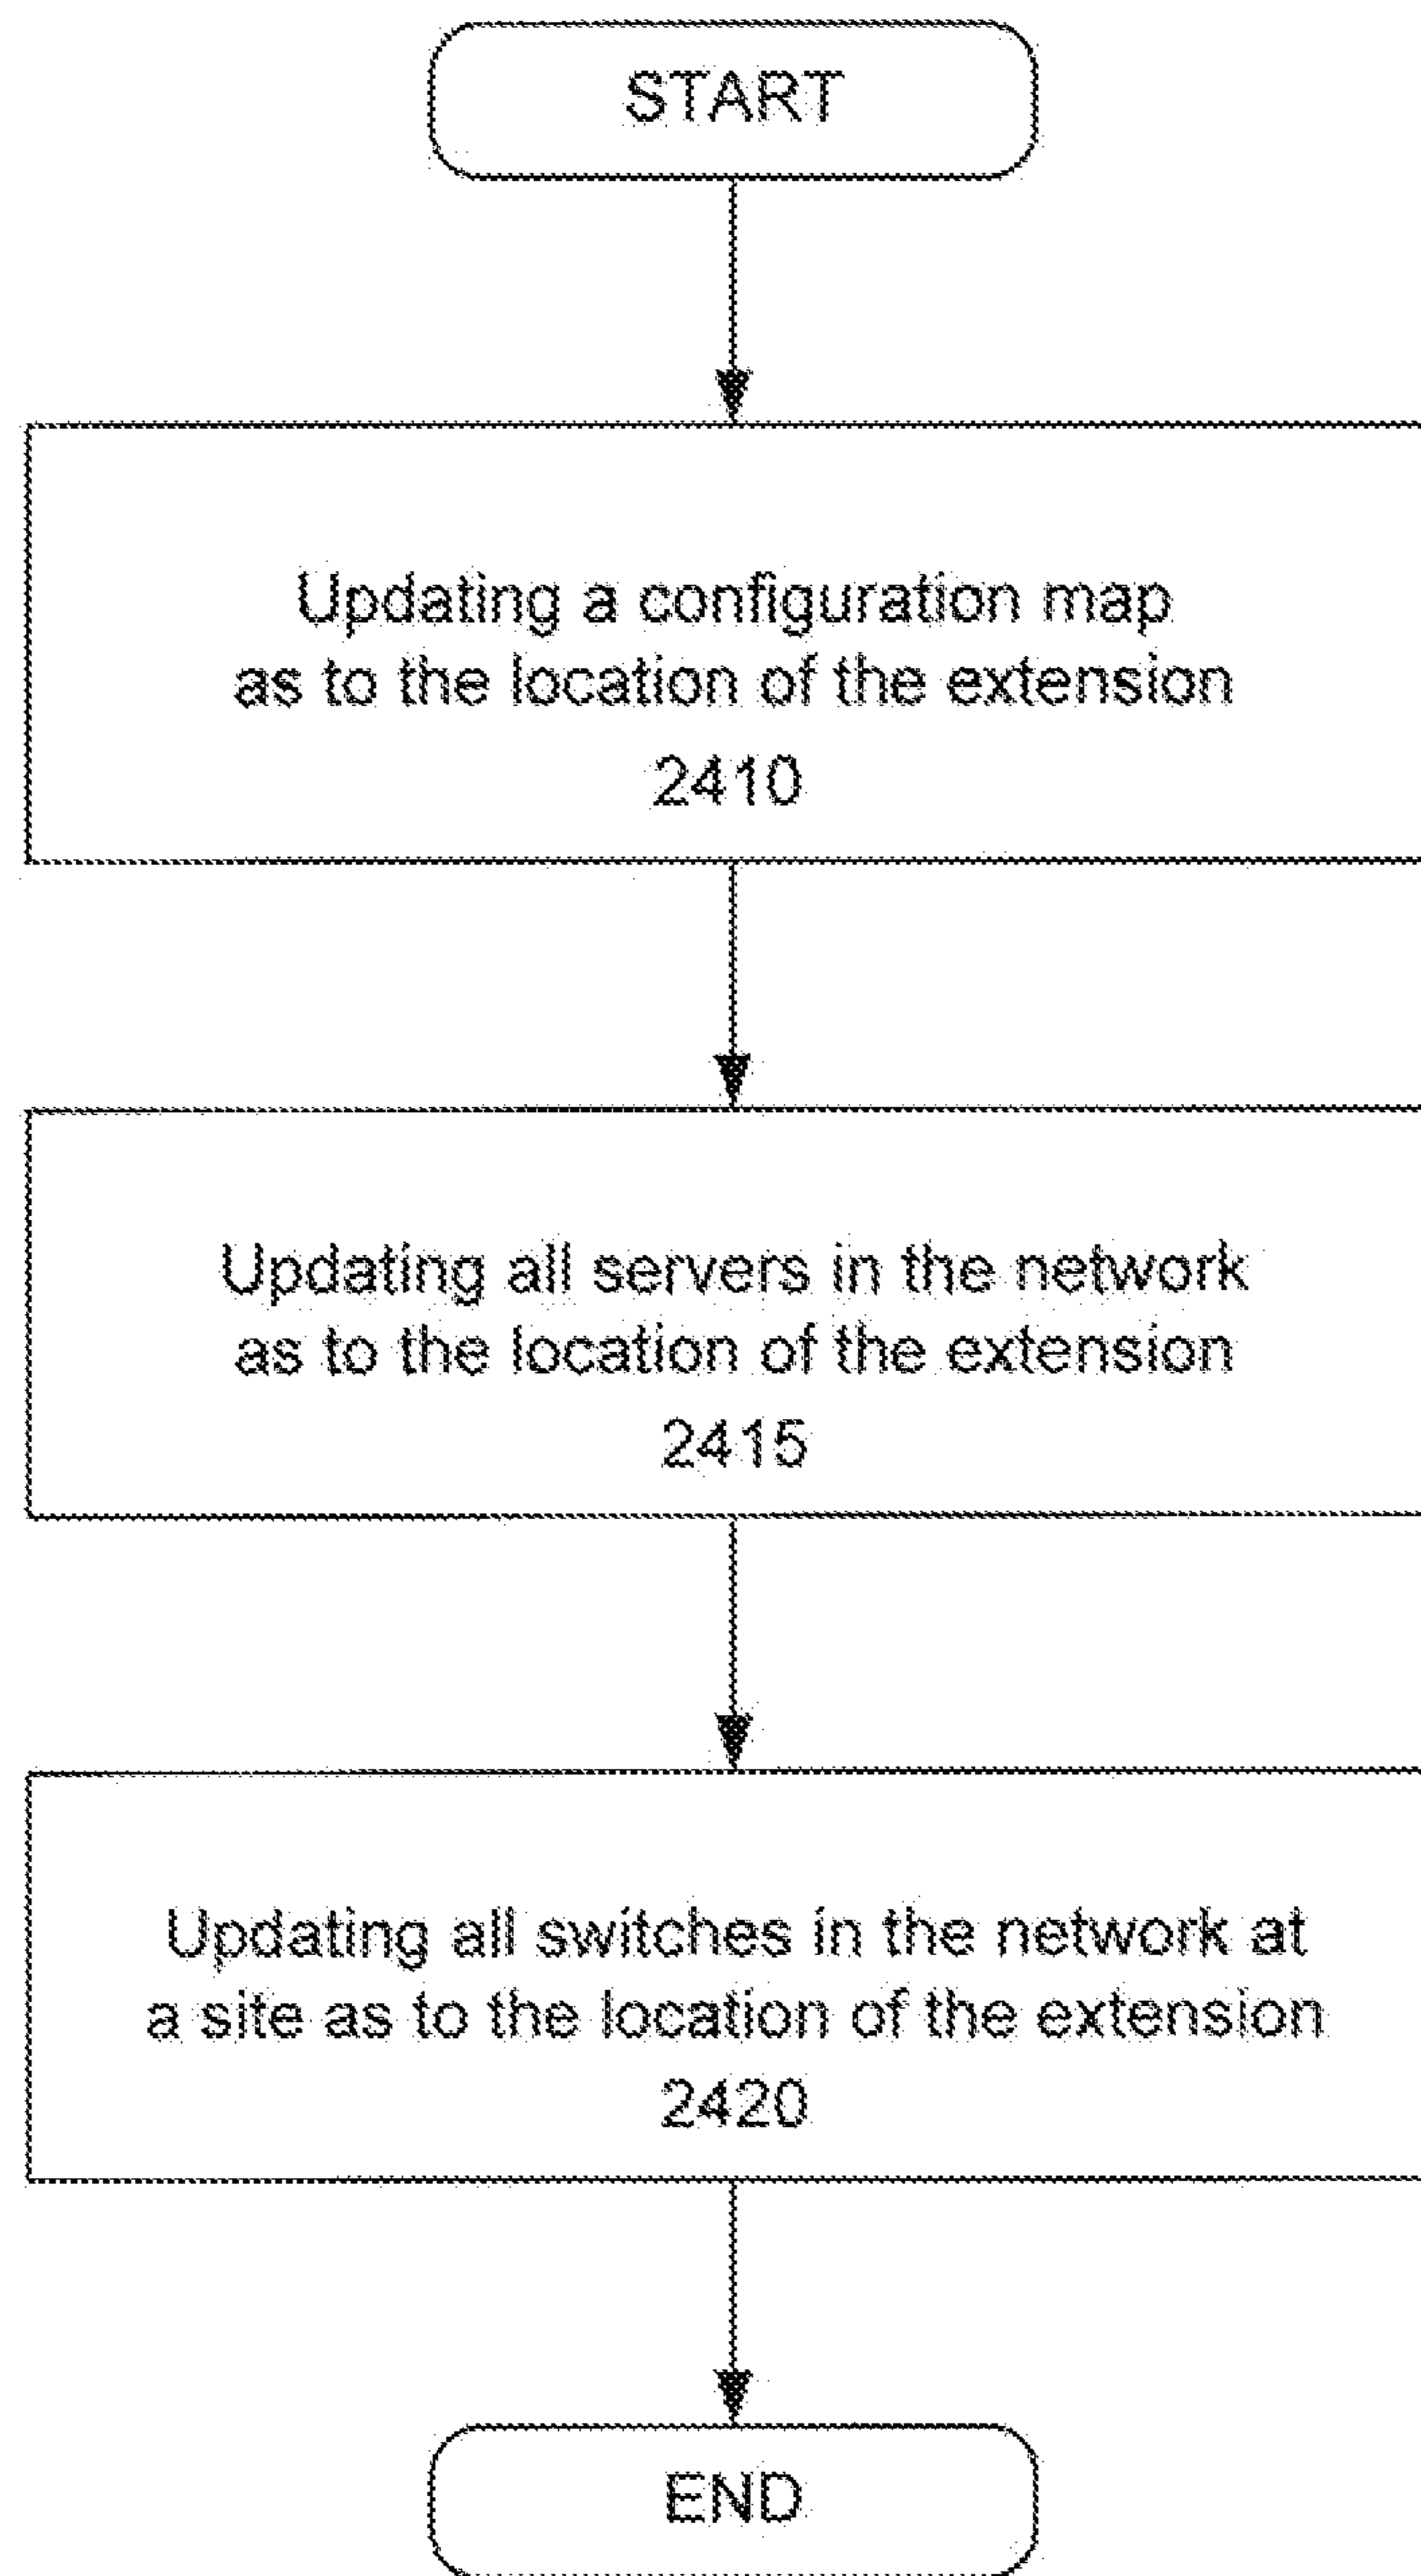 START
Updating a configuration map
as to the location of the extension
2410
Updating all servers in the network
as to the location of the extension
2415
Updating all switches in the network at
a site as to the location of the extension
2420
END